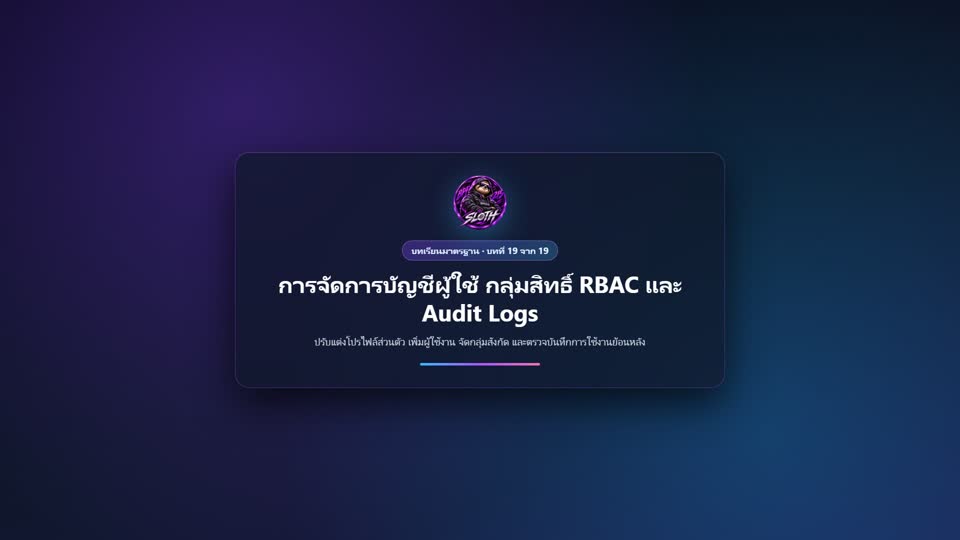 SLOTH
บทเรียนมาตรฐาน • บทที่ 19 จาก 19
การจัดการบัญชีผู้ใช้ กลุ่มสิทธิ์ RBAC และ
Audit Logs
ปรับแต่งโปรไฟล์ส่วนตัว เพิ่มผู้ใช้งาน จัดกลุ่มสังกัด และตรวจบันทึกการใช้งานย้อนหลัง